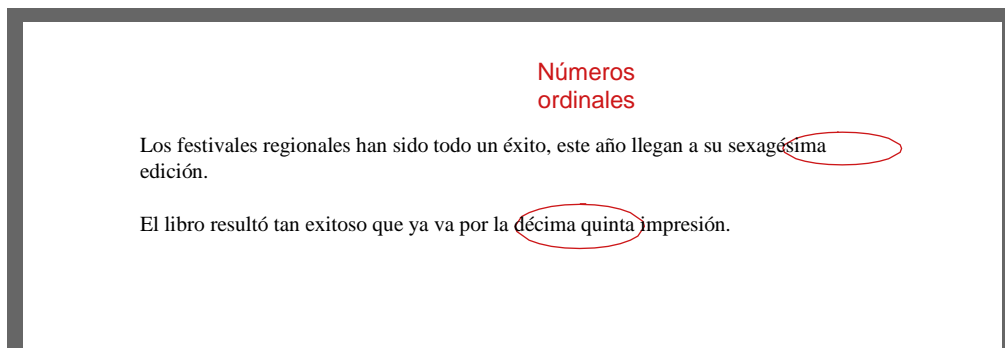 Números
ordinales
Los festivales regionales han sido todo un éxito, este año llegan a su sexagésima
edición.
El libro resultó tan exitoso que ya va por la décima quinta impresión.